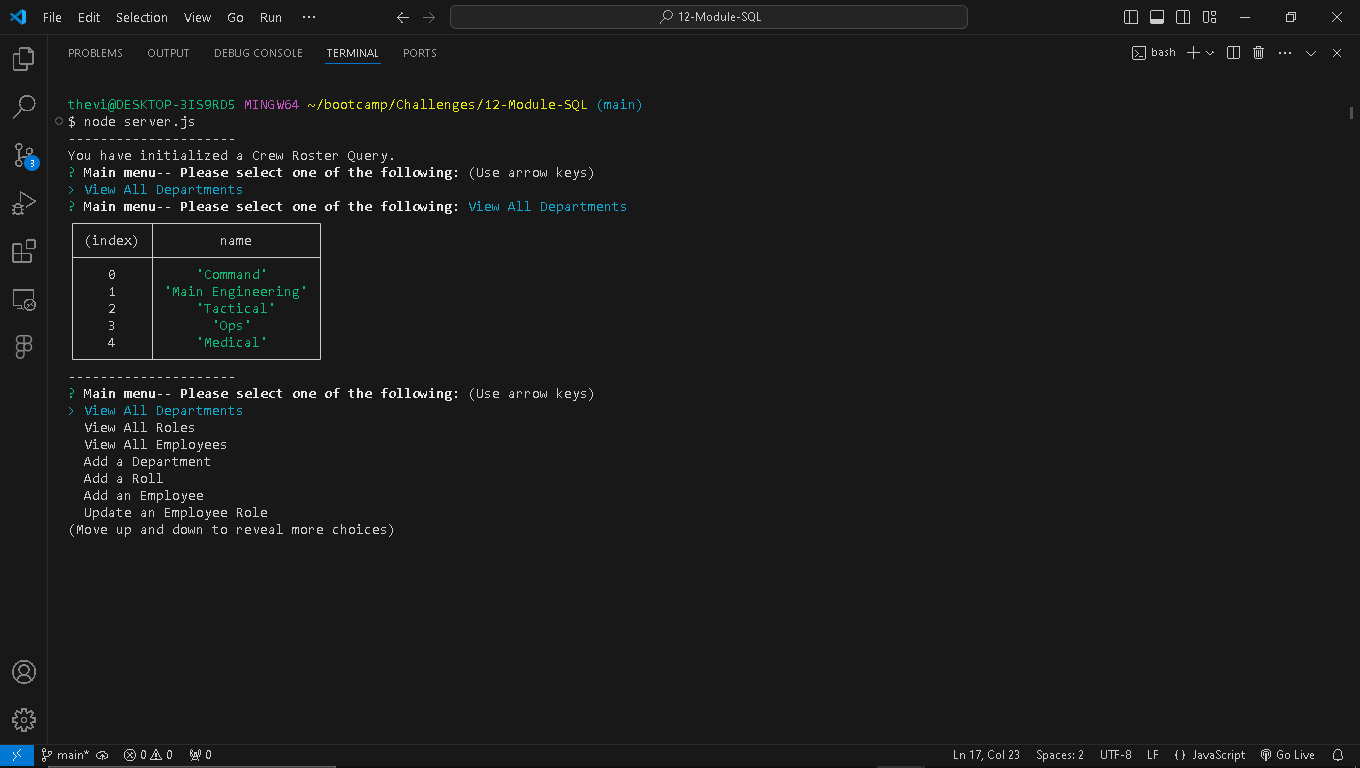 File Edit Selection View Go Run ··· 12-Module-SQL
PROBLEMS OUTPUT DEBUG CONSOLE TERMINAL PORTS bash
thevi@DESKTOP-3IS9RD5 MINGW64 ~/bootcamp/Challenges/12-Module-SQL (main)
$ node server.js
---------------------
You have initialized a Crew Roster Query.
? Main menu-- Please select one of the following: (Use arrow keys)
> View All Departments
? Main menu-- Please select one of the following: View All Departments
(index) name
0 'Command'
1 'Main Engineering'
2 'Tactical'
3 'Ops'
4 'Medical'
---------------------
? Main menu-- Please select one of the following: (Use arrow keys)
> View All Departments
View All Roles
View All Employees
Add a Department
Add a Roll
Add an Employee
Update an Employee Role
(Move up and down to reveal more choices)
3
main* 0 0 0 Ln 17, Col 23 Spaces: 2 UTF-8 LF {} JavaScript Go Live